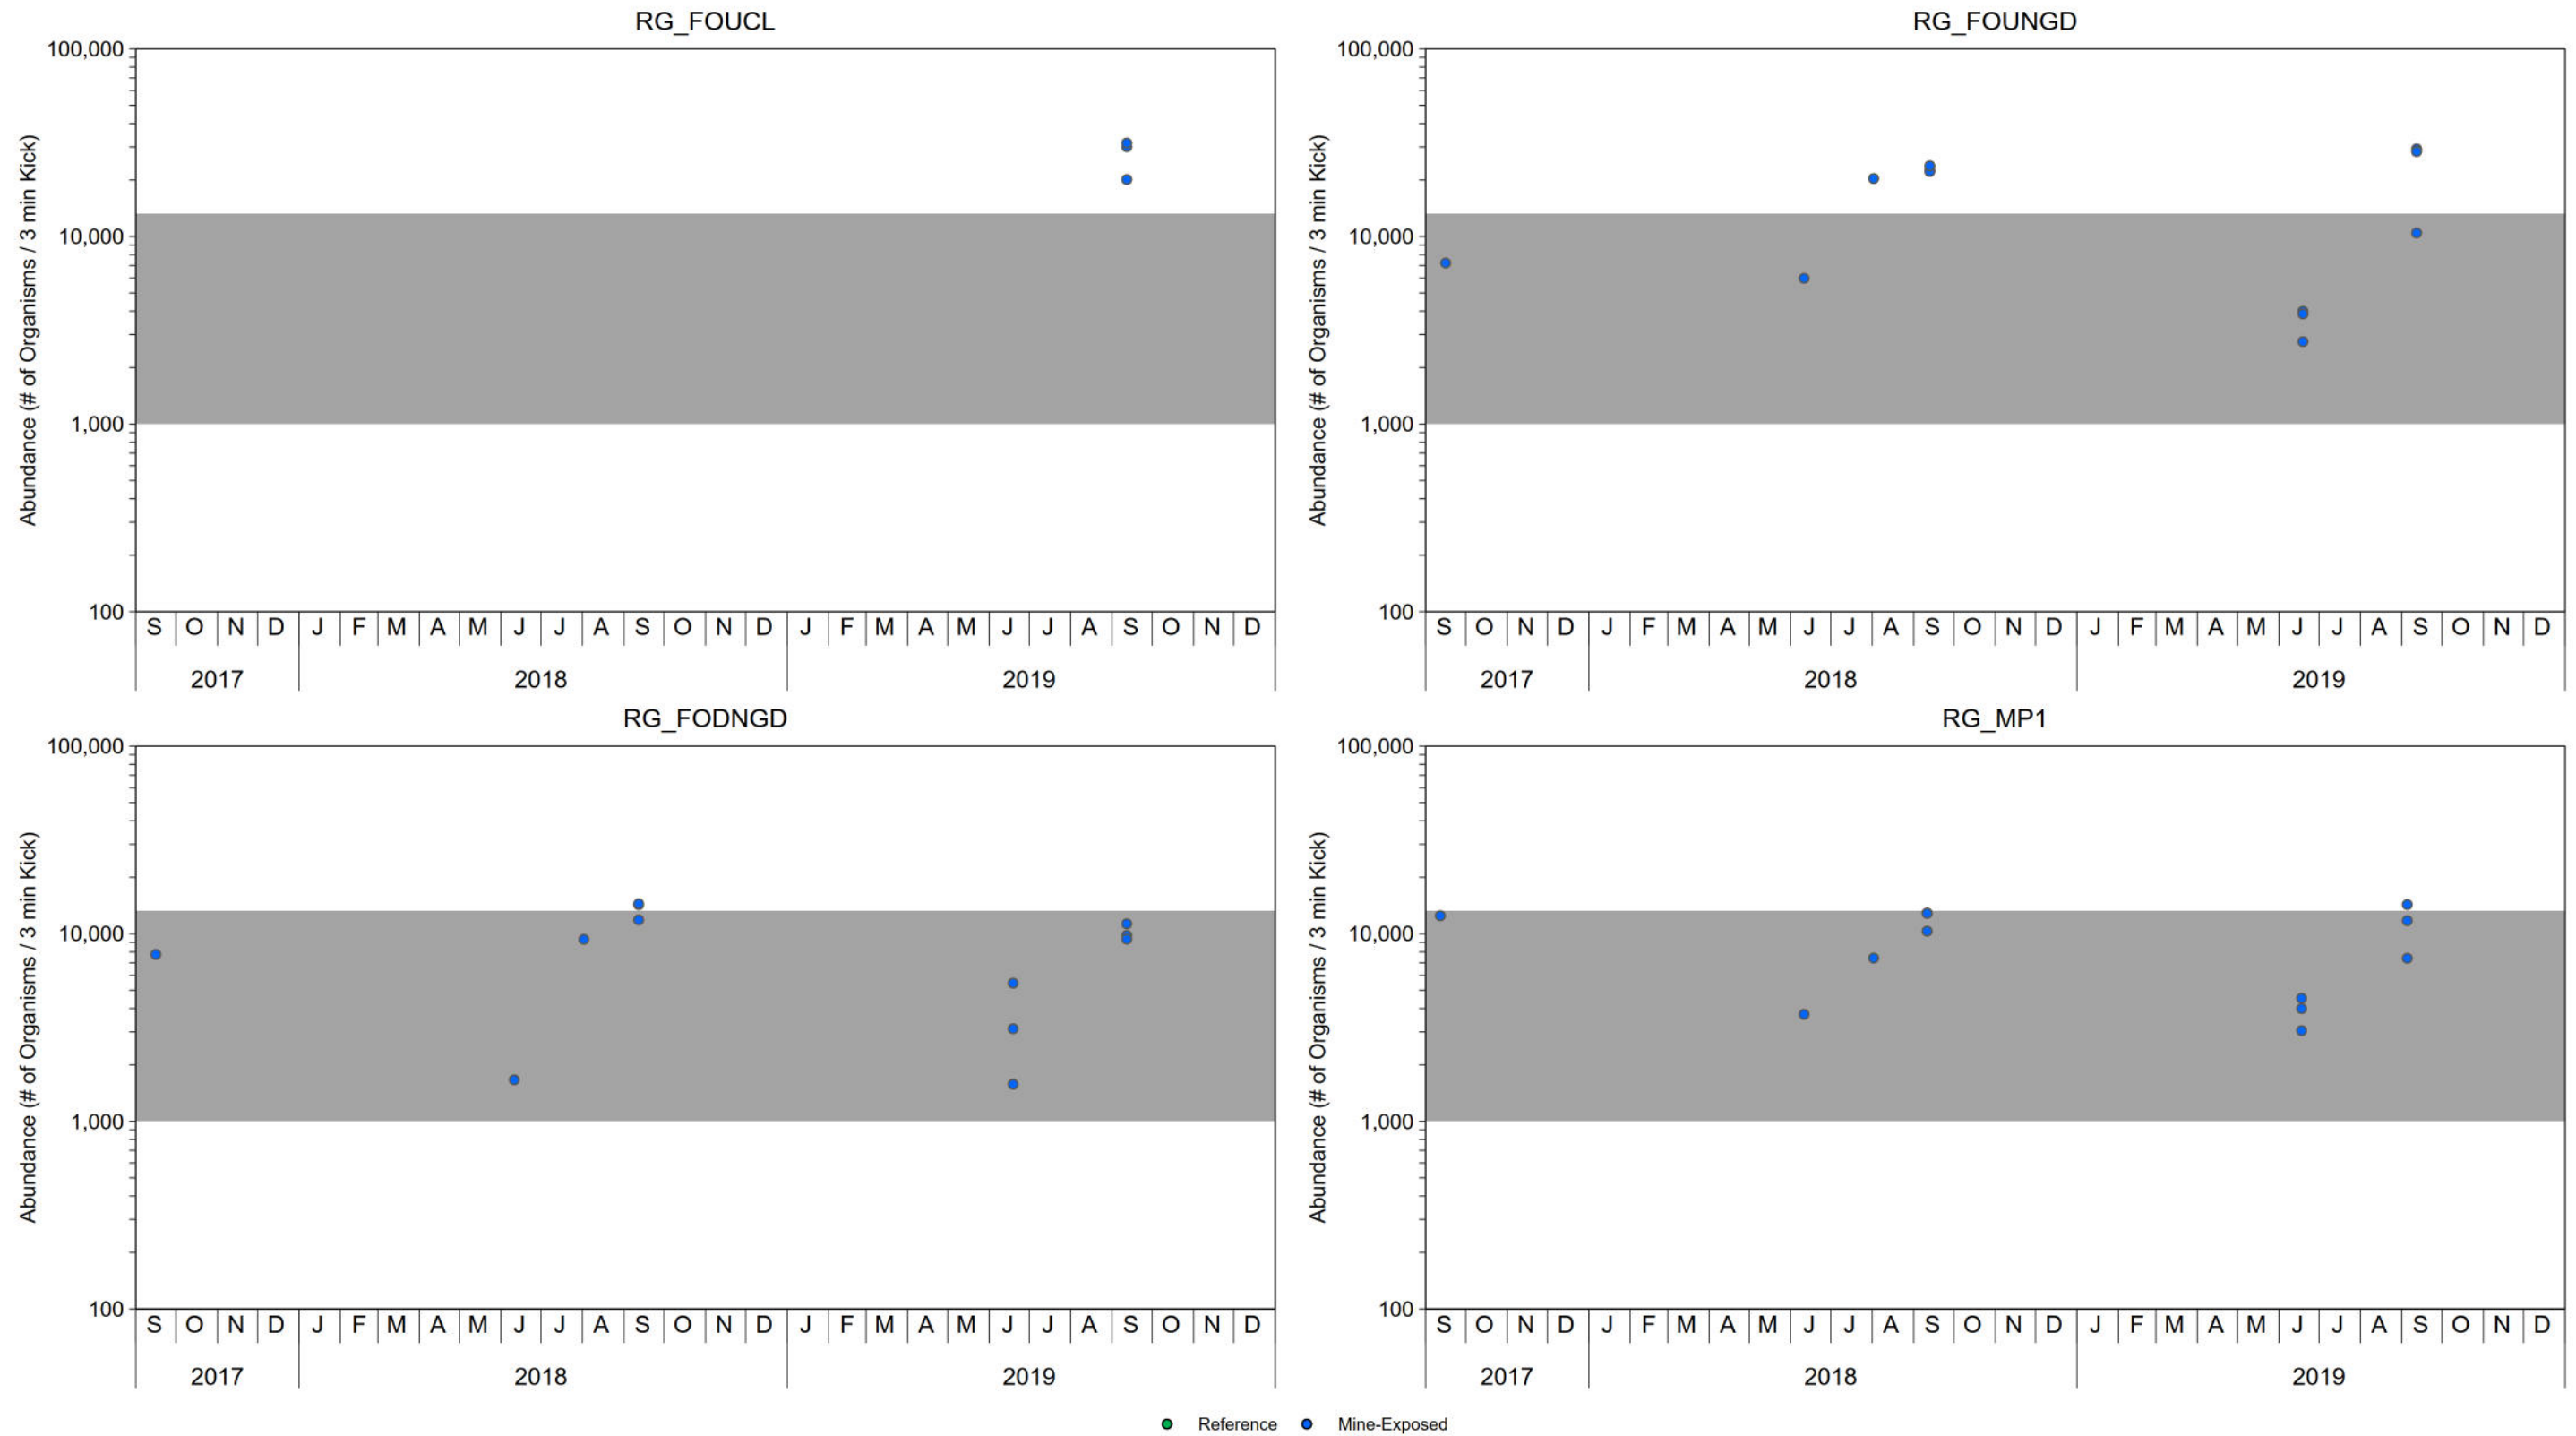 RG_FOUCL
Abundance (# of Organisms / 3 min Kick)
100,000
10,000
1,000
100
S O N D J F M A M J J A S O N D J F M A M J J A S O N D
2017 2018 2019
RG_FOUNGD
Abundance (# of Organisms / 3 min Kick)
100,000
10,000
1,000
100
S O N D J F M A M J J A S O N D J F M A M J J A S O N D
2017 2018 2019
RG_FODNGD
Abundance (# of Organisms / 3 min Kick)
100,000
10,000
1,000
100
S O N D J F M A M J J A S O N D J F M A M J J A S O N D
2017 2018 2019
RG_MP1
Abundance (# of Organisms / 3 min Kick)
100,000
10,000
1,000
100
S O N D J F M A M J J A S O N D J F M A M J J A S O N D
2017 2018 2019
Reference Mine-Exposed